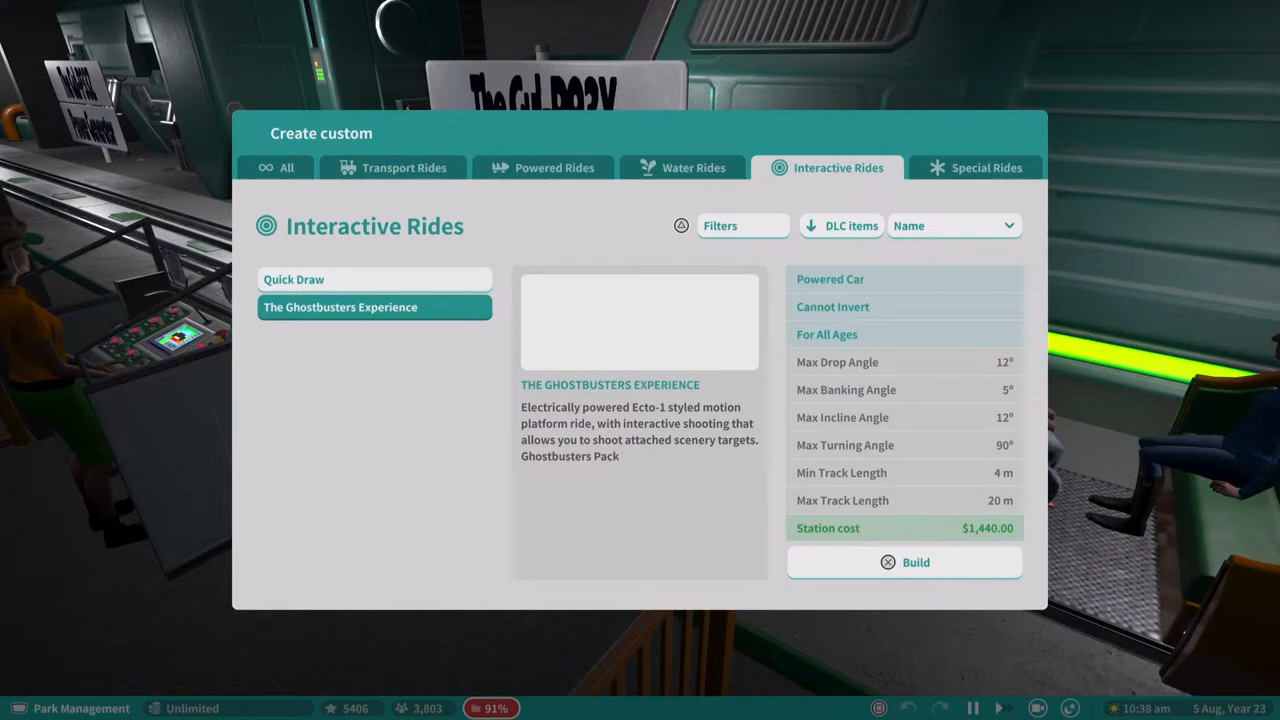 The Gul-P03Y
Create custom
All
Transport Rides
Powered Rides
Water Rides
Interactive Rides
Special Rides
Interactive Rides
Filters
DLC items
Name
Quick Draw
The Ghostbusters Experience
THE GHOSTBUSTERS EXPERIENCE
Electrically powered Ecto-1 styled motion
platform ride, with interactive shooting that
allows you to shoot attached scenery targets.
Ghostbusters Pack
Powered Car
Cannot Invert
For All Ages
Max Drop Angle 12°
Max Banking Angle 5°
Max Incline Angle 12°
Max Turning Angle 90°
Min Track Length 4 m
Max Track Length 20 m
Station cost $1,440.00
Build
Park Management
Unlimited
5406
3,803
91%
10:38 am
5 Aug, Year 23